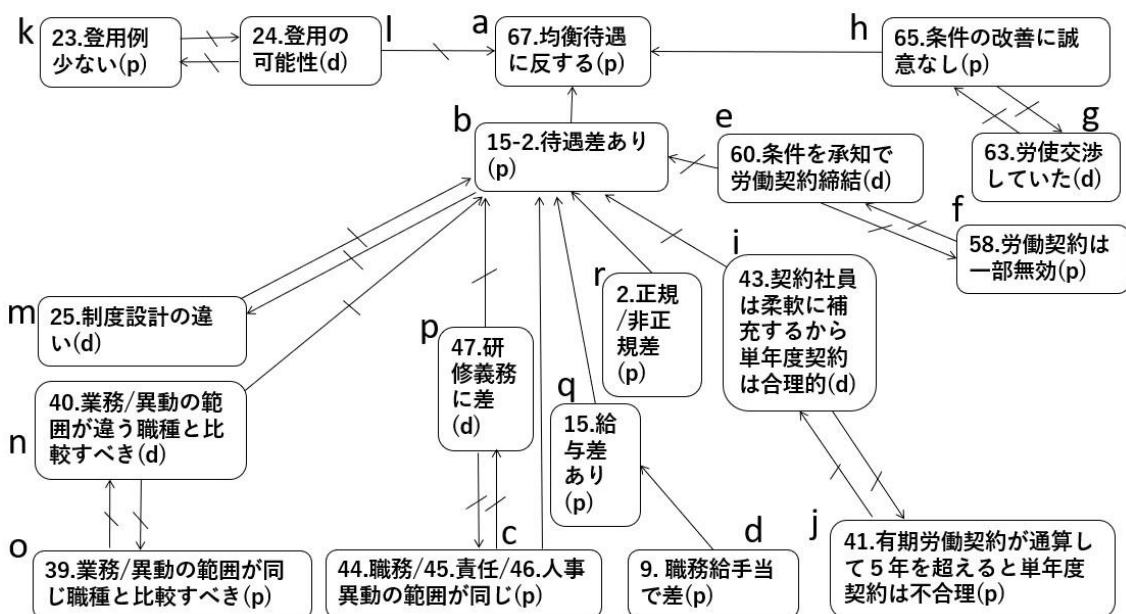 k
23.登用例
少ない(p)
24.登用の
可能性(d)
l
a
67.均衡待遇
に反する(p)
h
65.条件の改善に誠
意なし(p)
b
15-2.待遇差あり
(p)
e
60.条件を承知で
労働契約締結(d)
g
63.労使交渉
していた(d)
f
58.労働契約は
一部無効(p)
m
25.制度設計の違
い(d)
p
47.研
修義務
に差
(d)
r
2.正規
/非正
規差
(p)
i
43.契約社員
は柔軟に補
充するから
単年度契約
は合理的(d)
n
40.業務/異動の範
囲が違う職種と比
較すべき(d)
q
15.給
与差
あり
(p)
o
39.業務/異動の範囲が同
じ職種と比較すべき(p)
c
44.職務/45.責任/46.人事
異動の範囲が同じ(p)
d
9. 職務給手当
で差(p)
j
41.有期労働契約が通算し
て５年を超えると単年度
契約は不合理(p)